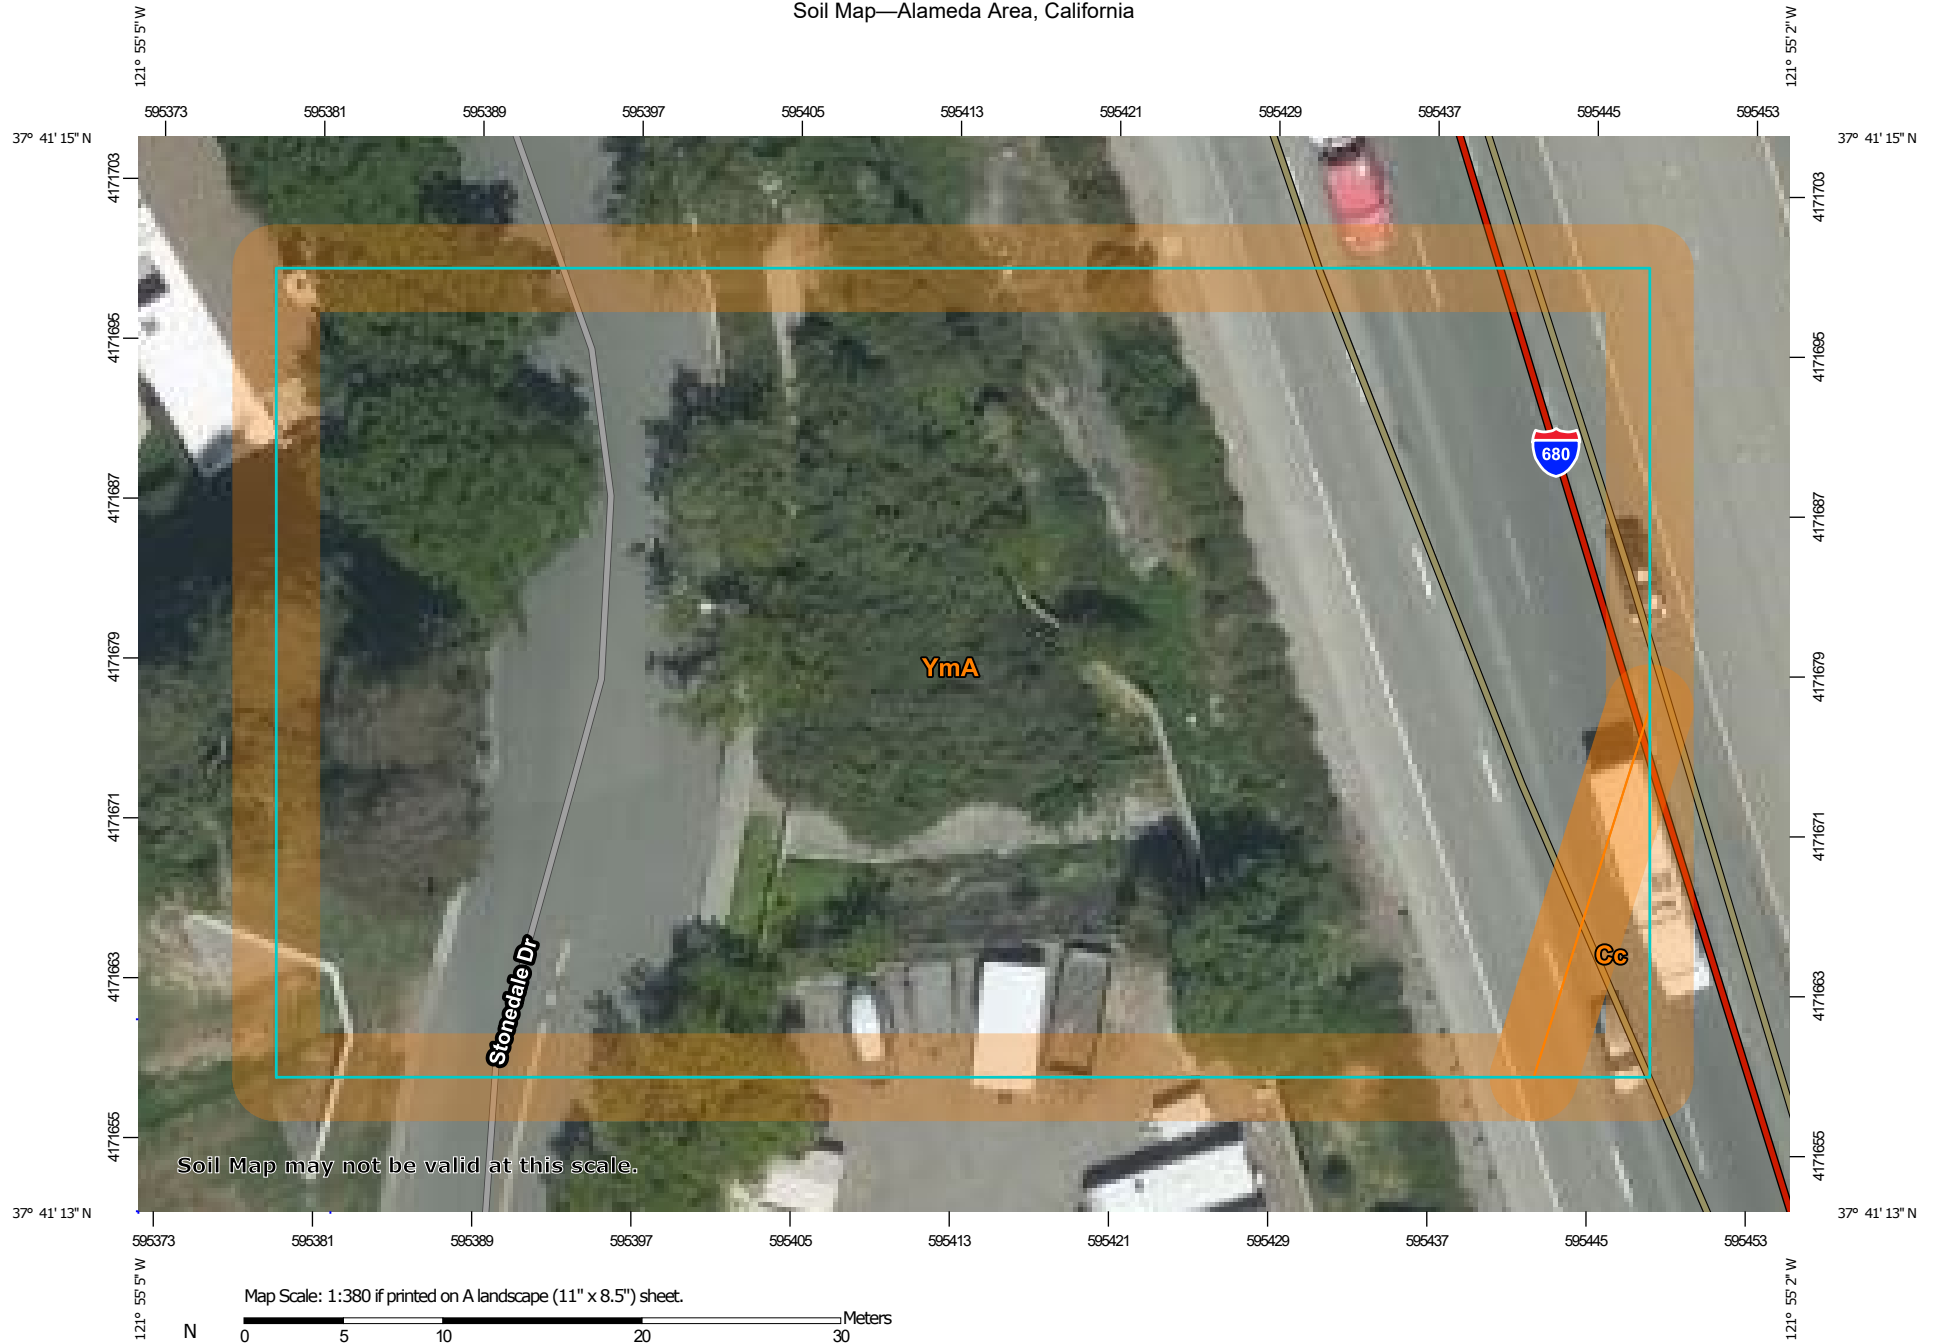 Soil Map—Alameda Area, California
121° 55' 5" W
121° 55' 2" W
595373 595381 595389 595397 595405 595413 595421 595429 595437 595445 595453
37° 41' 15" N
37° 41' 15" N
4171703
4171703
4171695
4171695
680
4171687
4171687
4171679
YmA
4171679
4171671
4171671
Cc
4171663
Stonedale Dr
4171663
4171655
4171655
Soil Map may not be valid at this scale.
37° 41' 13" N
37° 41' 13" N
595373 595381 595389 595397 595405 595413 595421 595429 595437 595445 595453
121° 55' 5" W
121° 55' 2" W
Map Scale: 1:380 if printed on A landscape (11" x 8.5") sheet.
Meters
N
0 5 10 20 30